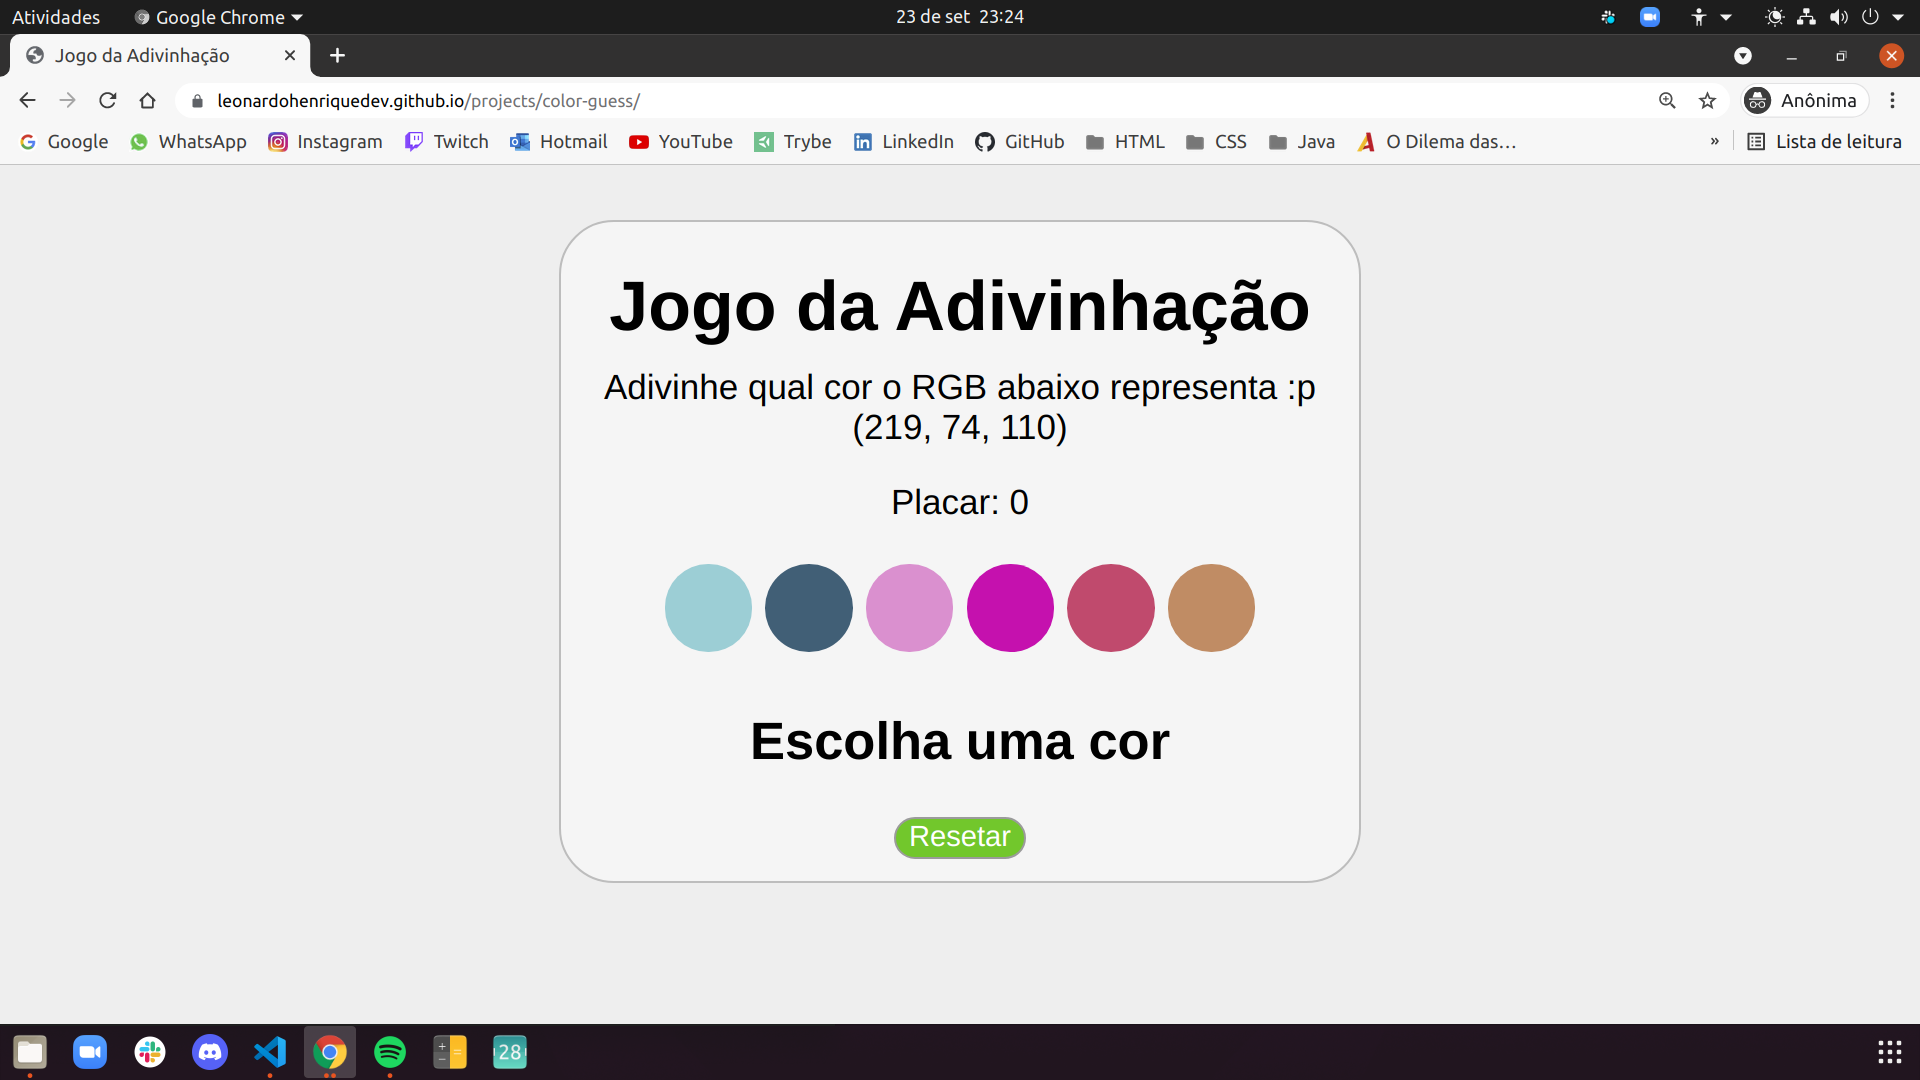 Atividades Google Chrome 23 de set 23:24
Jogo da Adivinhação
leonardohenriquedev.github.io/projects/color-guess/ Anônima
Google WhatsApp Instagram Twitch Hotmail YouTube Trybe LinkedIn GitHub HTML CSS Java O Dilema das... » Lista de leitura
Jogo da Adivinhação
Adivinhe qual cor o RGB abaixo representa :p
(219, 74, 110)
Placar: 0
Escolha uma cor
Resetar
28